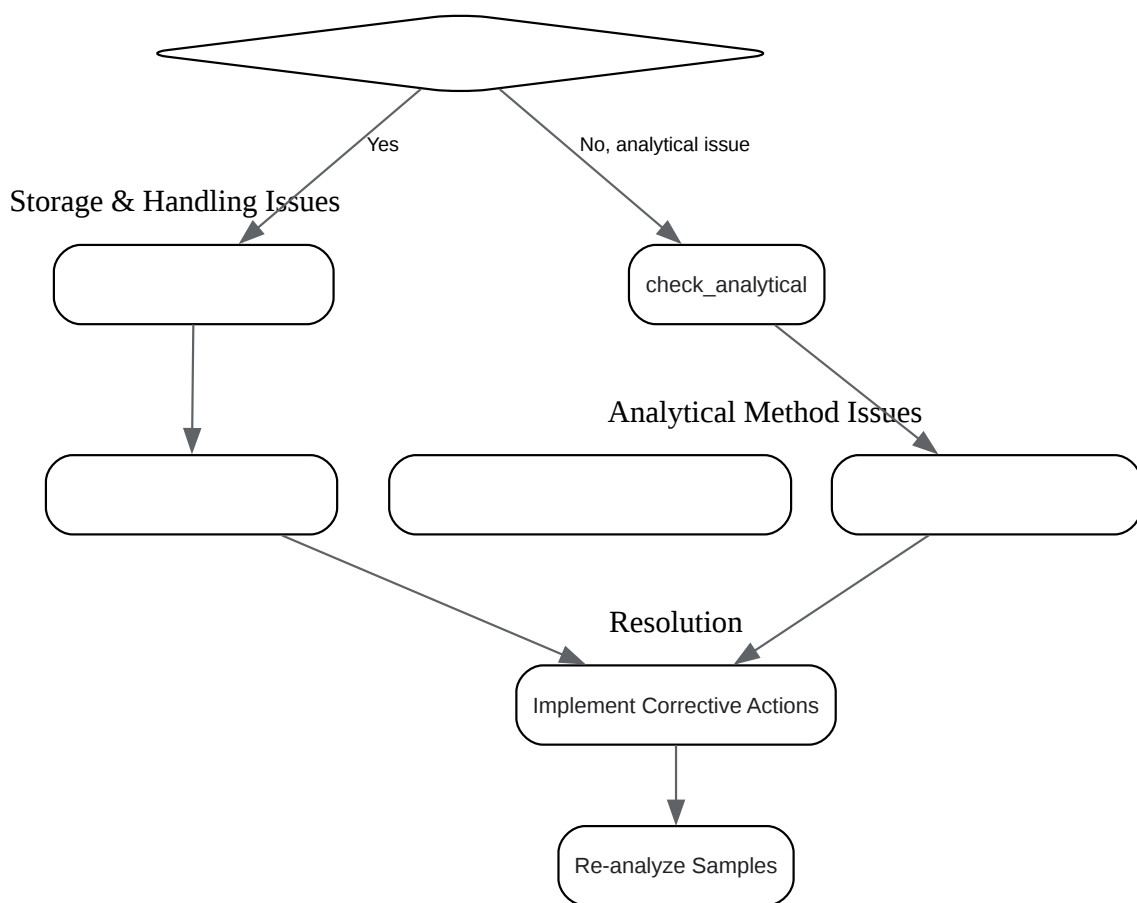 Yes
No, analytical issue
Storage & Handling Issues
check_analytical
Analytical Method Issues
Resolution
Implement Corrective Actions
Re-analyze Samples